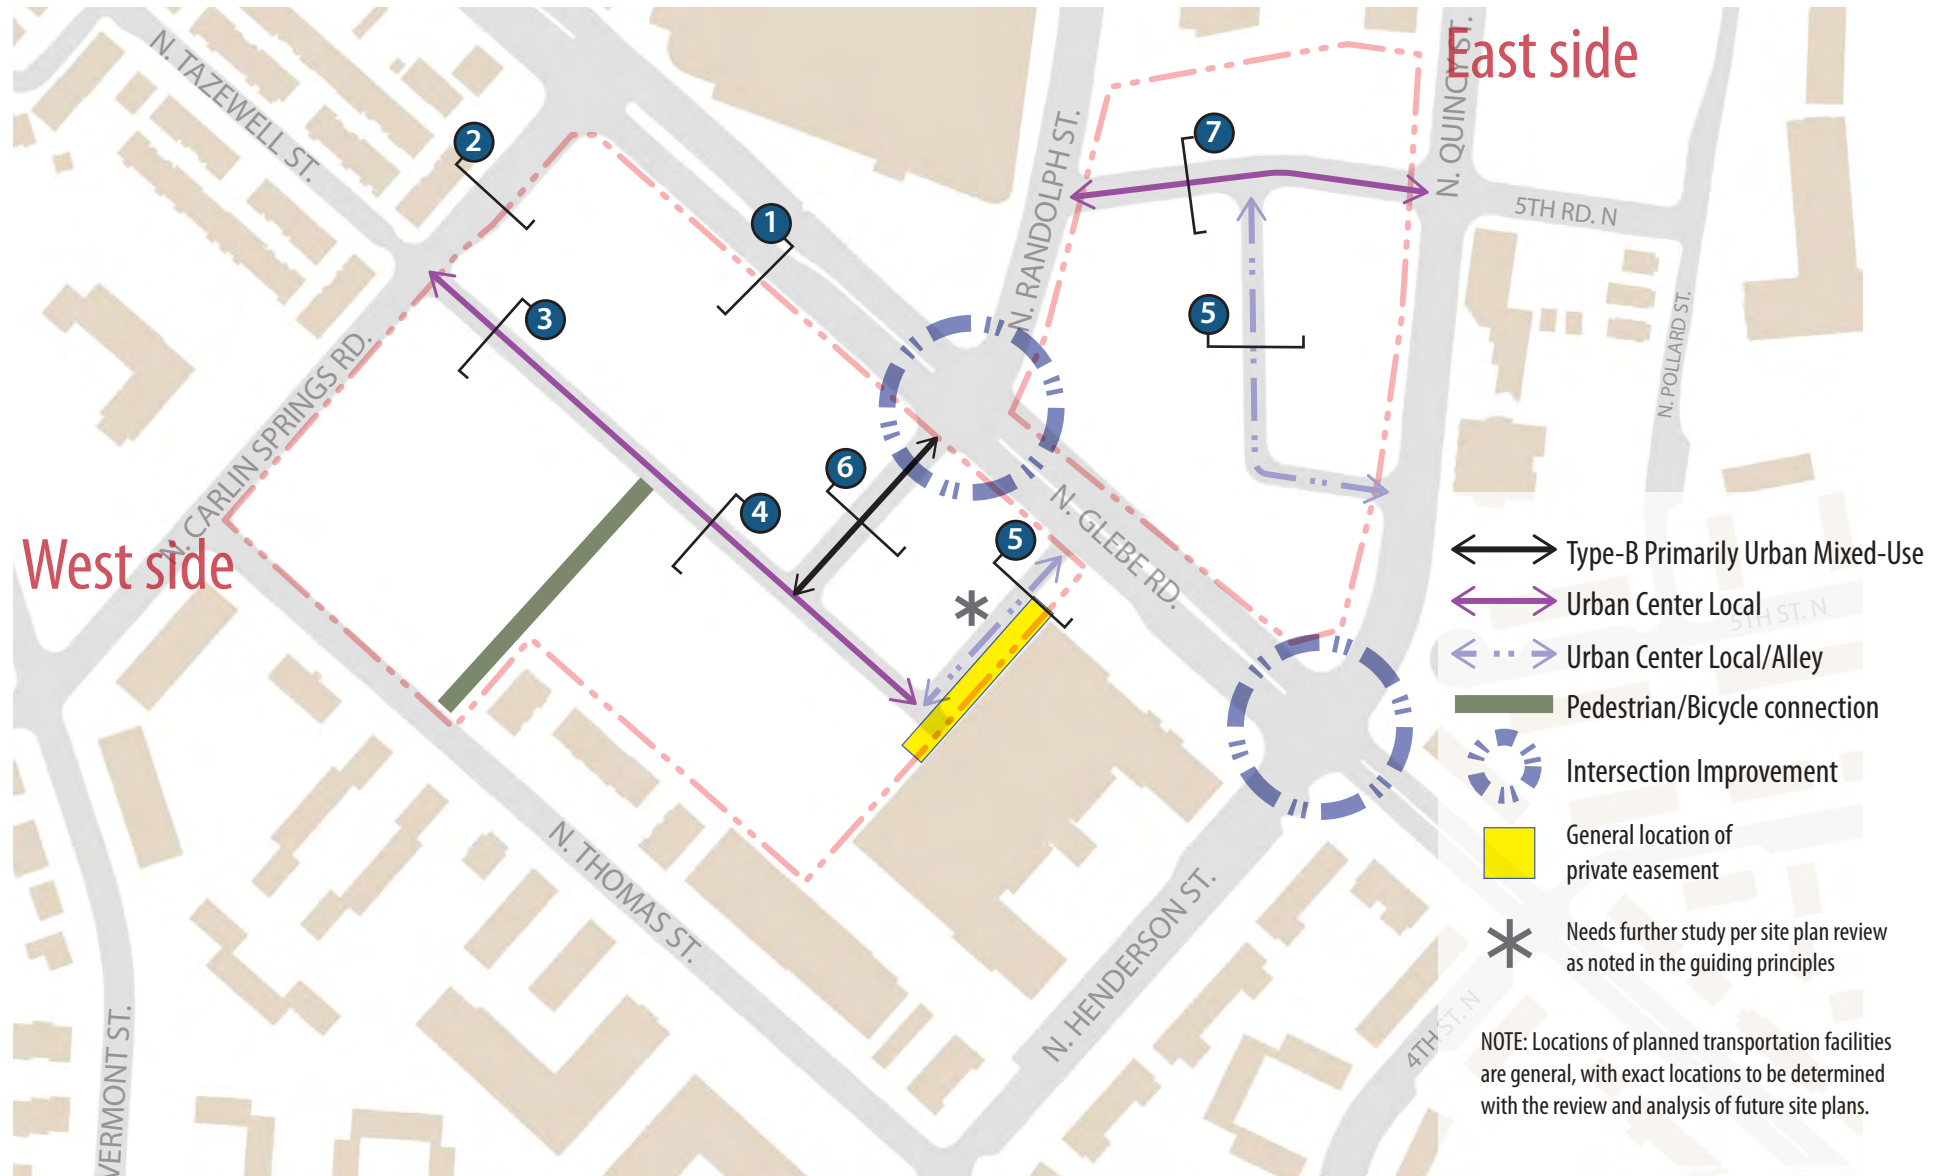 East side
N. TAZEWELL ST.
N. QUINCY ST.
2
7
1
N. RANDOLPH ST.
5TH RD. N
3
5
N. CARLIN SPRINGS RD.
N. POLLARD ST.
6
4
N. GLEBE RD.
5
West side
*
Type-B Primarily Urban Mixed-Use
Urban Center Local
5TH ST. N
Urban Center Local/Alley
Pedestrian/Bicycle connection
Intersection Improvement
General location of
private easement
* Needs further study per site plan review
as noted in the guiding principles
N. THOMAS ST.
N. HENDERSON ST.
4TH ST. N
VERMONT ST.
NOTE: Locations of planned transportation facilities
are general, with exact locations to be determined
with the review and analysis of future site plans.